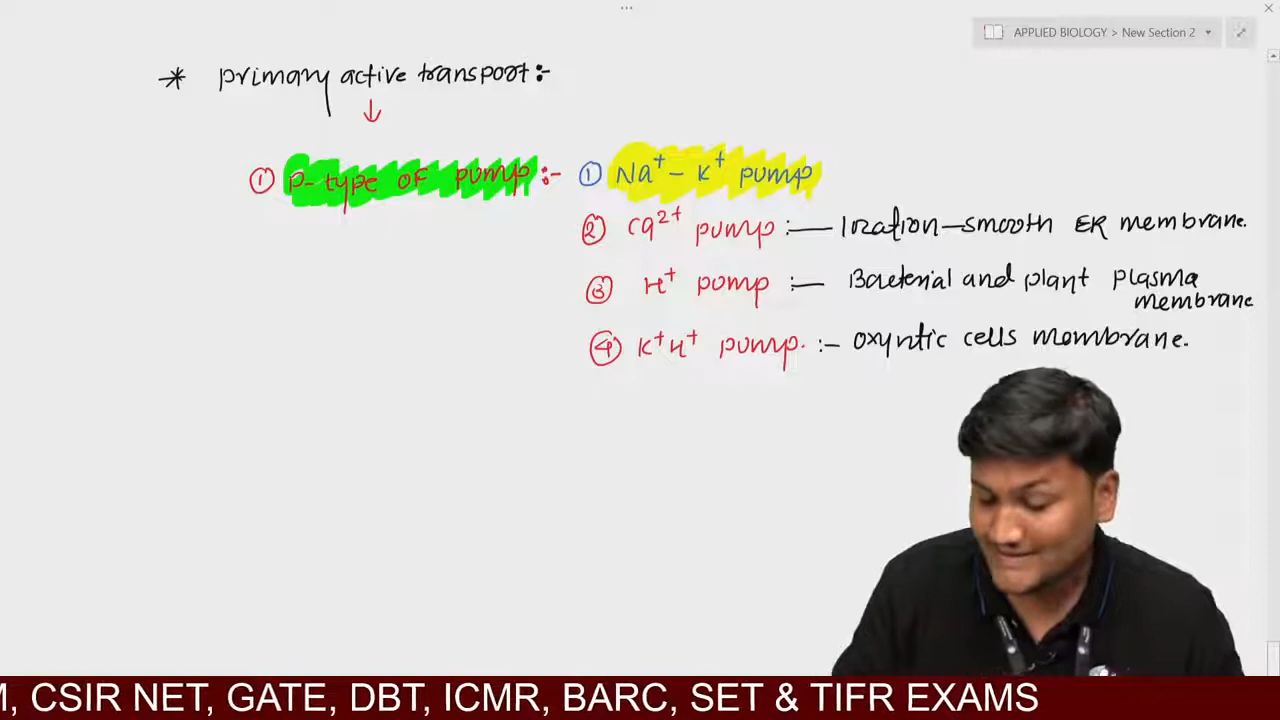 APPLIED BIOLOGY > New Section 2
* primary active transport :-
↓
① P-type of pump :- ① Na⁺ - K⁺ pump
② Ca²⁺ pump :— location—smooth ER membrane.
③ H⁺ pump :— Bacterial and plant plasma
membrane
④ K⁺H⁺ pump. :- oxyntic cells membrane.
M, CSIR NET, GATE, DBT, ICMR, BARC, SET & TIFR EXAMS